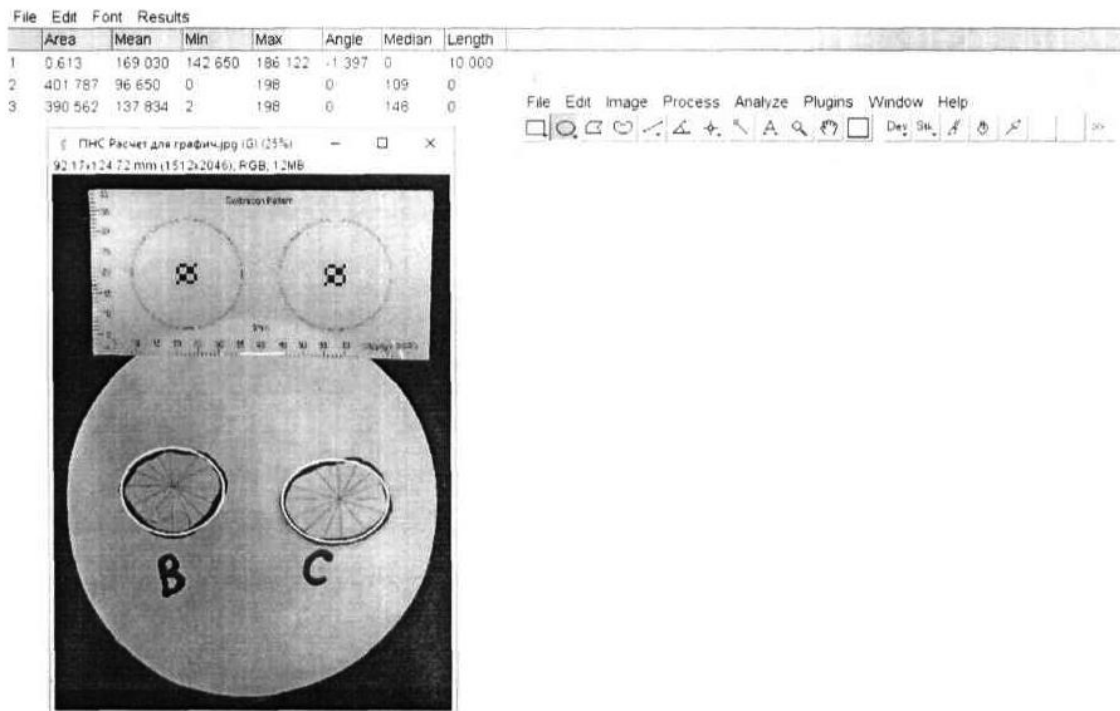 File Edit Font Results
Area Mean Min Max Angle Median Length
1 0.613 169 030 142 650 186 122 -1 397 0 10 000
2 401 787 96 650 0 198 0 109 0
3 390 562 137 834 2 198 0 148 0
File Edit Image Process Analyze Plugins Window Help
A Dev Stk >>
ПНС Расчет для график.jpg (G) (25%)
92.17x124.72 mm (1512x2046); RGB; 12MB
Calibration Pattern
B C